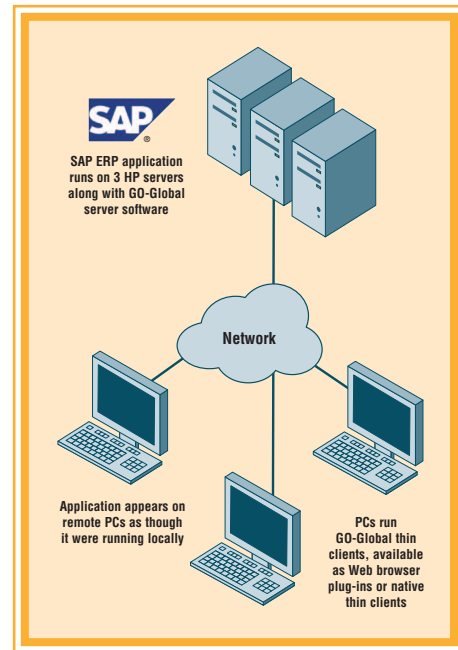 SAP
®
SAP ERP application
runs on 3 HP servers
along with GO-Global
server software
Network
Application appears on
remote PCs as though
it were running locally
PCs run
GO-Global thin
clients, available
as Web browser
plug-ins or native
thin clients